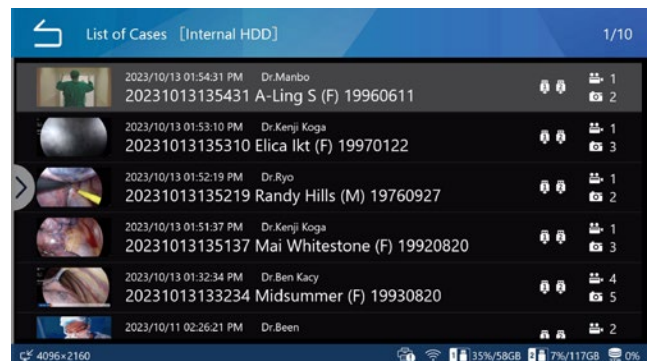 List of Cases [Internal HDD] 1/10
2023/10/13 01:54:31 PM Dr.Manbo
20231013135431 A-Ling S (F) 19960611
1
2
2023/10/13 01:53:10 PM Dr.Kenji Koga
20231013135310 Elica Ikt (F) 19970122
1
3
2023/10/13 01:52:19 PM Dr.Ryo
20231013135219 Randy Hills (M) 19760927
1
2
2023/10/13 01:51:37 PM Dr.Kenji Koga
20231013135137 Mai Whitestone (F) 19920820
1
3
2023/10/13 01:32:34 PM Dr.Ben Kacy
20231013133234 Midsummer (F) 19930820
4
5
2023/10/11 02:26:21 PM Dr.Been
2
4096×2160 1 35%/58GB 2 7%/117GB 0%